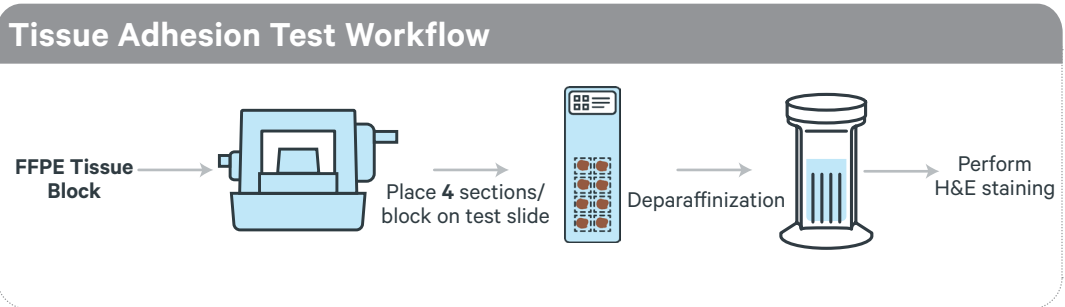 Tissue Adhesion Test Workflow
FFPE Tissue
Block
Place 4 sections/
block on test slide
Deparaffinization
Perform
H&E staining